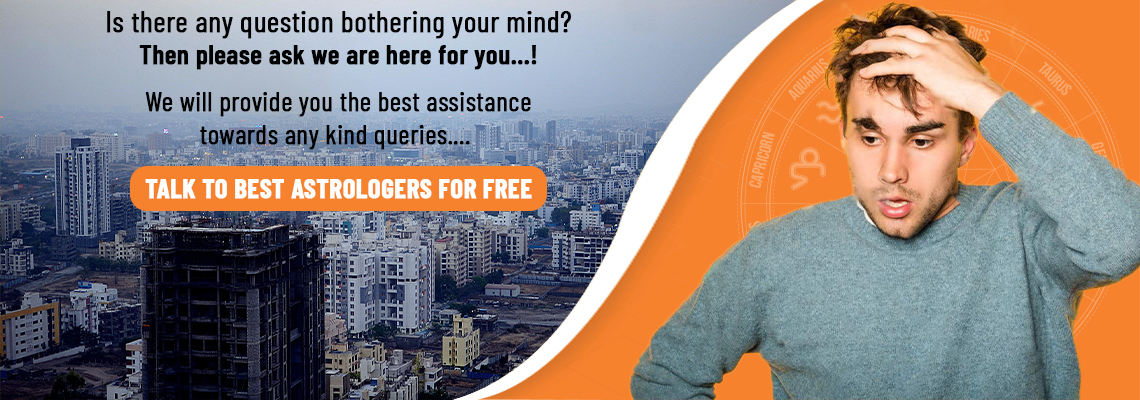 Is there any question bothering your mind?
Then please ask we are here for you...!
We will provide you the best assistance
towards any kind queries....
TALK TO BEST ASTROLOGERS FOR FREE
ARIES
AQUARIUS
TAURUS
CAPRICORN